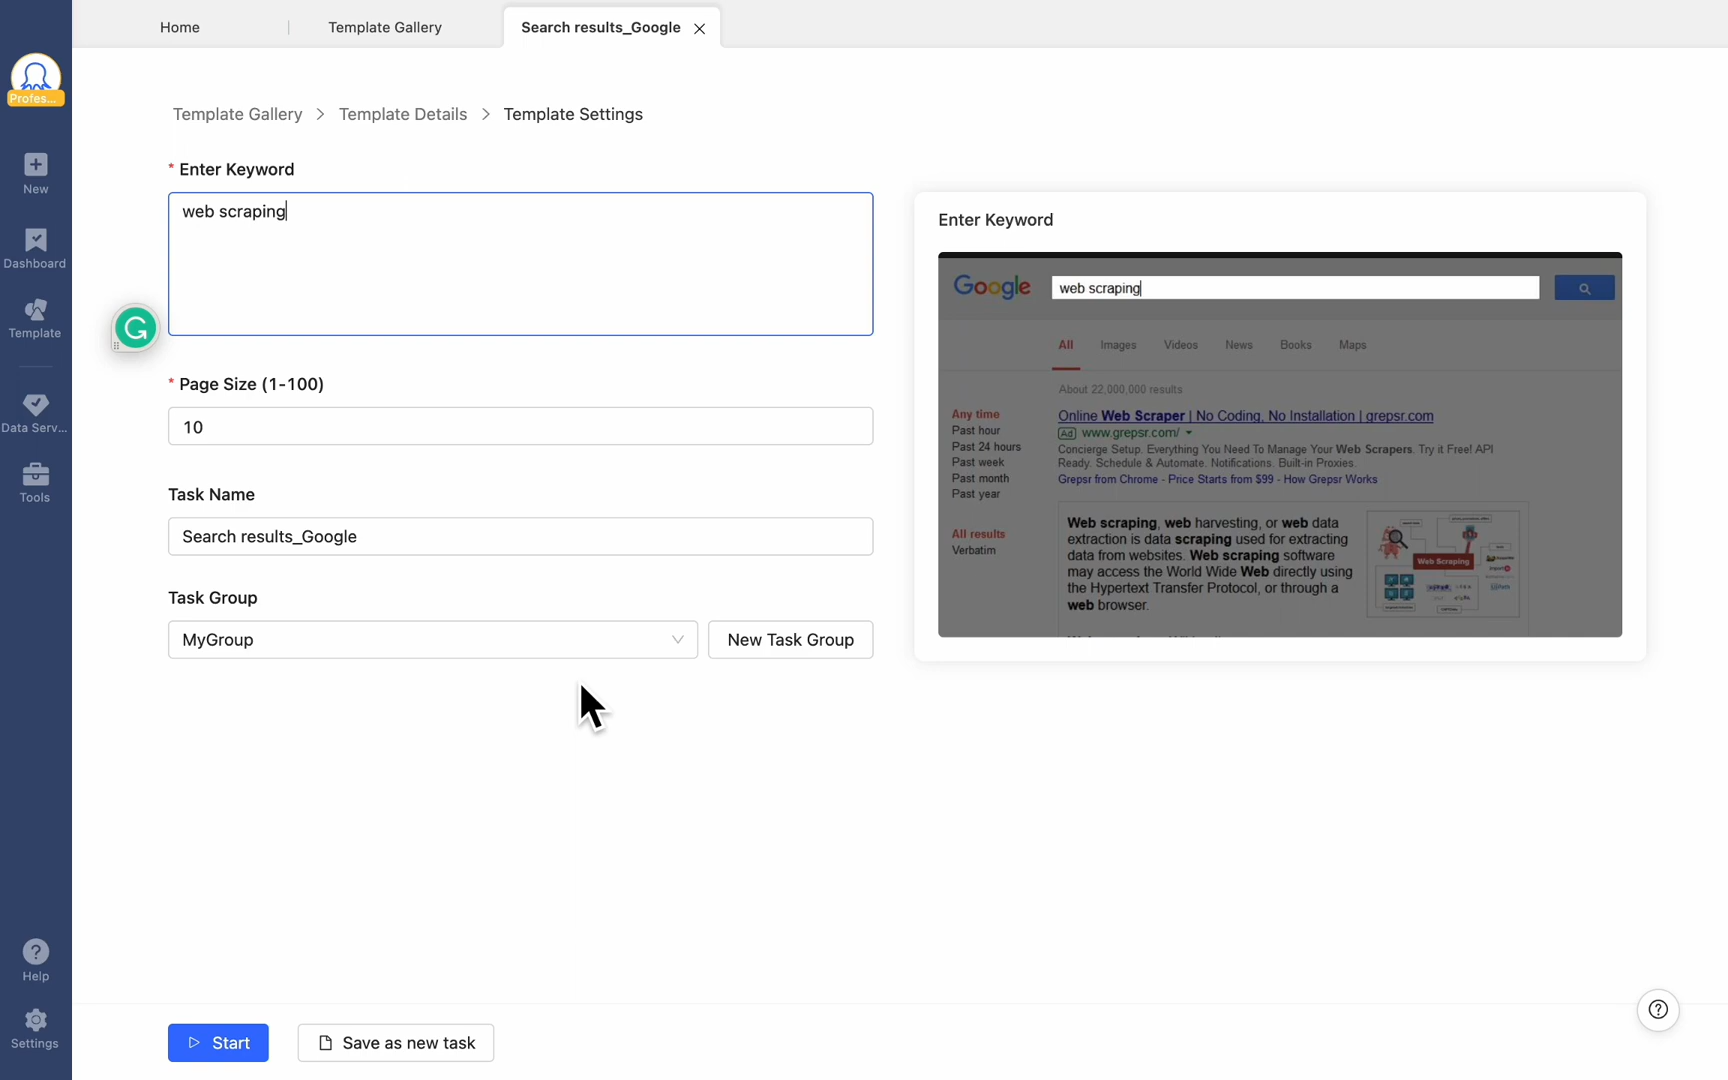 Home
Template Gallery
Search results_Google
Profes...
New
Dashboard
Template
Data Serv...
Tools
Help
Settings
Template Gallery > Template Details > Template Settings
* Enter Keyword
web scraping
* Page Size (1-100)
10
Task Name
Search results_Google
Task Group
MyGroup
New Task Group
Start
Save as new task
Enter Keyword
Google
web scraping
All Images Videos News Books Maps
About 22,000,000 results
Any time
Past hour
Past 24 hours
Past week
Past month
Past year
All results
Verbatim
Online Web Scraper | No Coding, No Installation | grepsr.com
Ad www.grepsr.com/
Concierge Setup. Everything You Need To Manage Your Web Scrapers. Try it Free! API
Ready. Schedule & Automate. Notifications. Built-in Proxies.
Grepsr from Chrome - Price Starts from $99 - How Grepsr Works
Web scraping, web harvesting, or web data
extraction is data scraping used for extracting
data from websites. Web scraping software
may access the World Wide Web directly using
the Hypertext Transfer Protocol, or through a
web browser.
Web Scraping